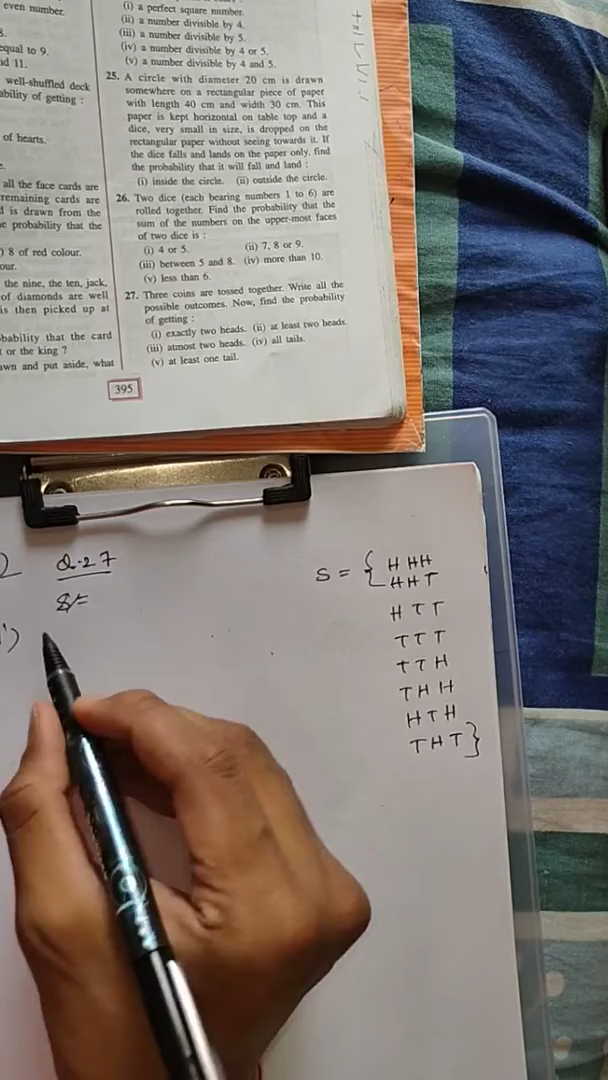 even number.
8.
equal to 9.
nd 11.
well-shuffled deck
ability of getting :
of hearts.
e.
all the face cards are
remaining cards are
d is drawn from the
e probability that the
) 8 of red colour.
our.
the nine, the ten, jack,
of diamonds are well
is then picked up at
bability that the card
t or the king ?
awn and put aside, what
(i) a perfect square number.
(ii) a number divisible by 4.
(iii) a number divisible by 5.
(iv) a number divisible by 4 or 5.
(v) a number divisible by 4 and 5.
25. A circle with diameter 20 cm is drawn
somewhere on a rectangular piece of paper
with length 40 cm and width 30 cm. This
paper is kept horizontal on table top and a
dice, very small in size, is dropped on the
rectangular paper without seeing towards it. If
the dice falls and lands on the paper only, find
the probability that it will fall and land :
(i) inside the circle. (ii) outside the circle.
26. Two dice (each bearing numbers 1 to 6) are
rolled together. Find the probability that the
sum of the numbers on the upper-most faces
of two dice is :
(i) 4 or 5. (ii) 7, 8 or 9.
(iii) between 5 and 8. (iv) more than 10.
(v) less than 6.
27. Three coins are tossed together. Write all the
possible outcomes. Now, find the probability
of getting :
(i) exactly two heads. (ii) at least two heads.
(iii) atmost two heads. (iv) all tails.
(v) at least one tail.
395
Q.27
S = { H HH
HHT
H T T
T T T
T T H
T H H
H T H
T H T }